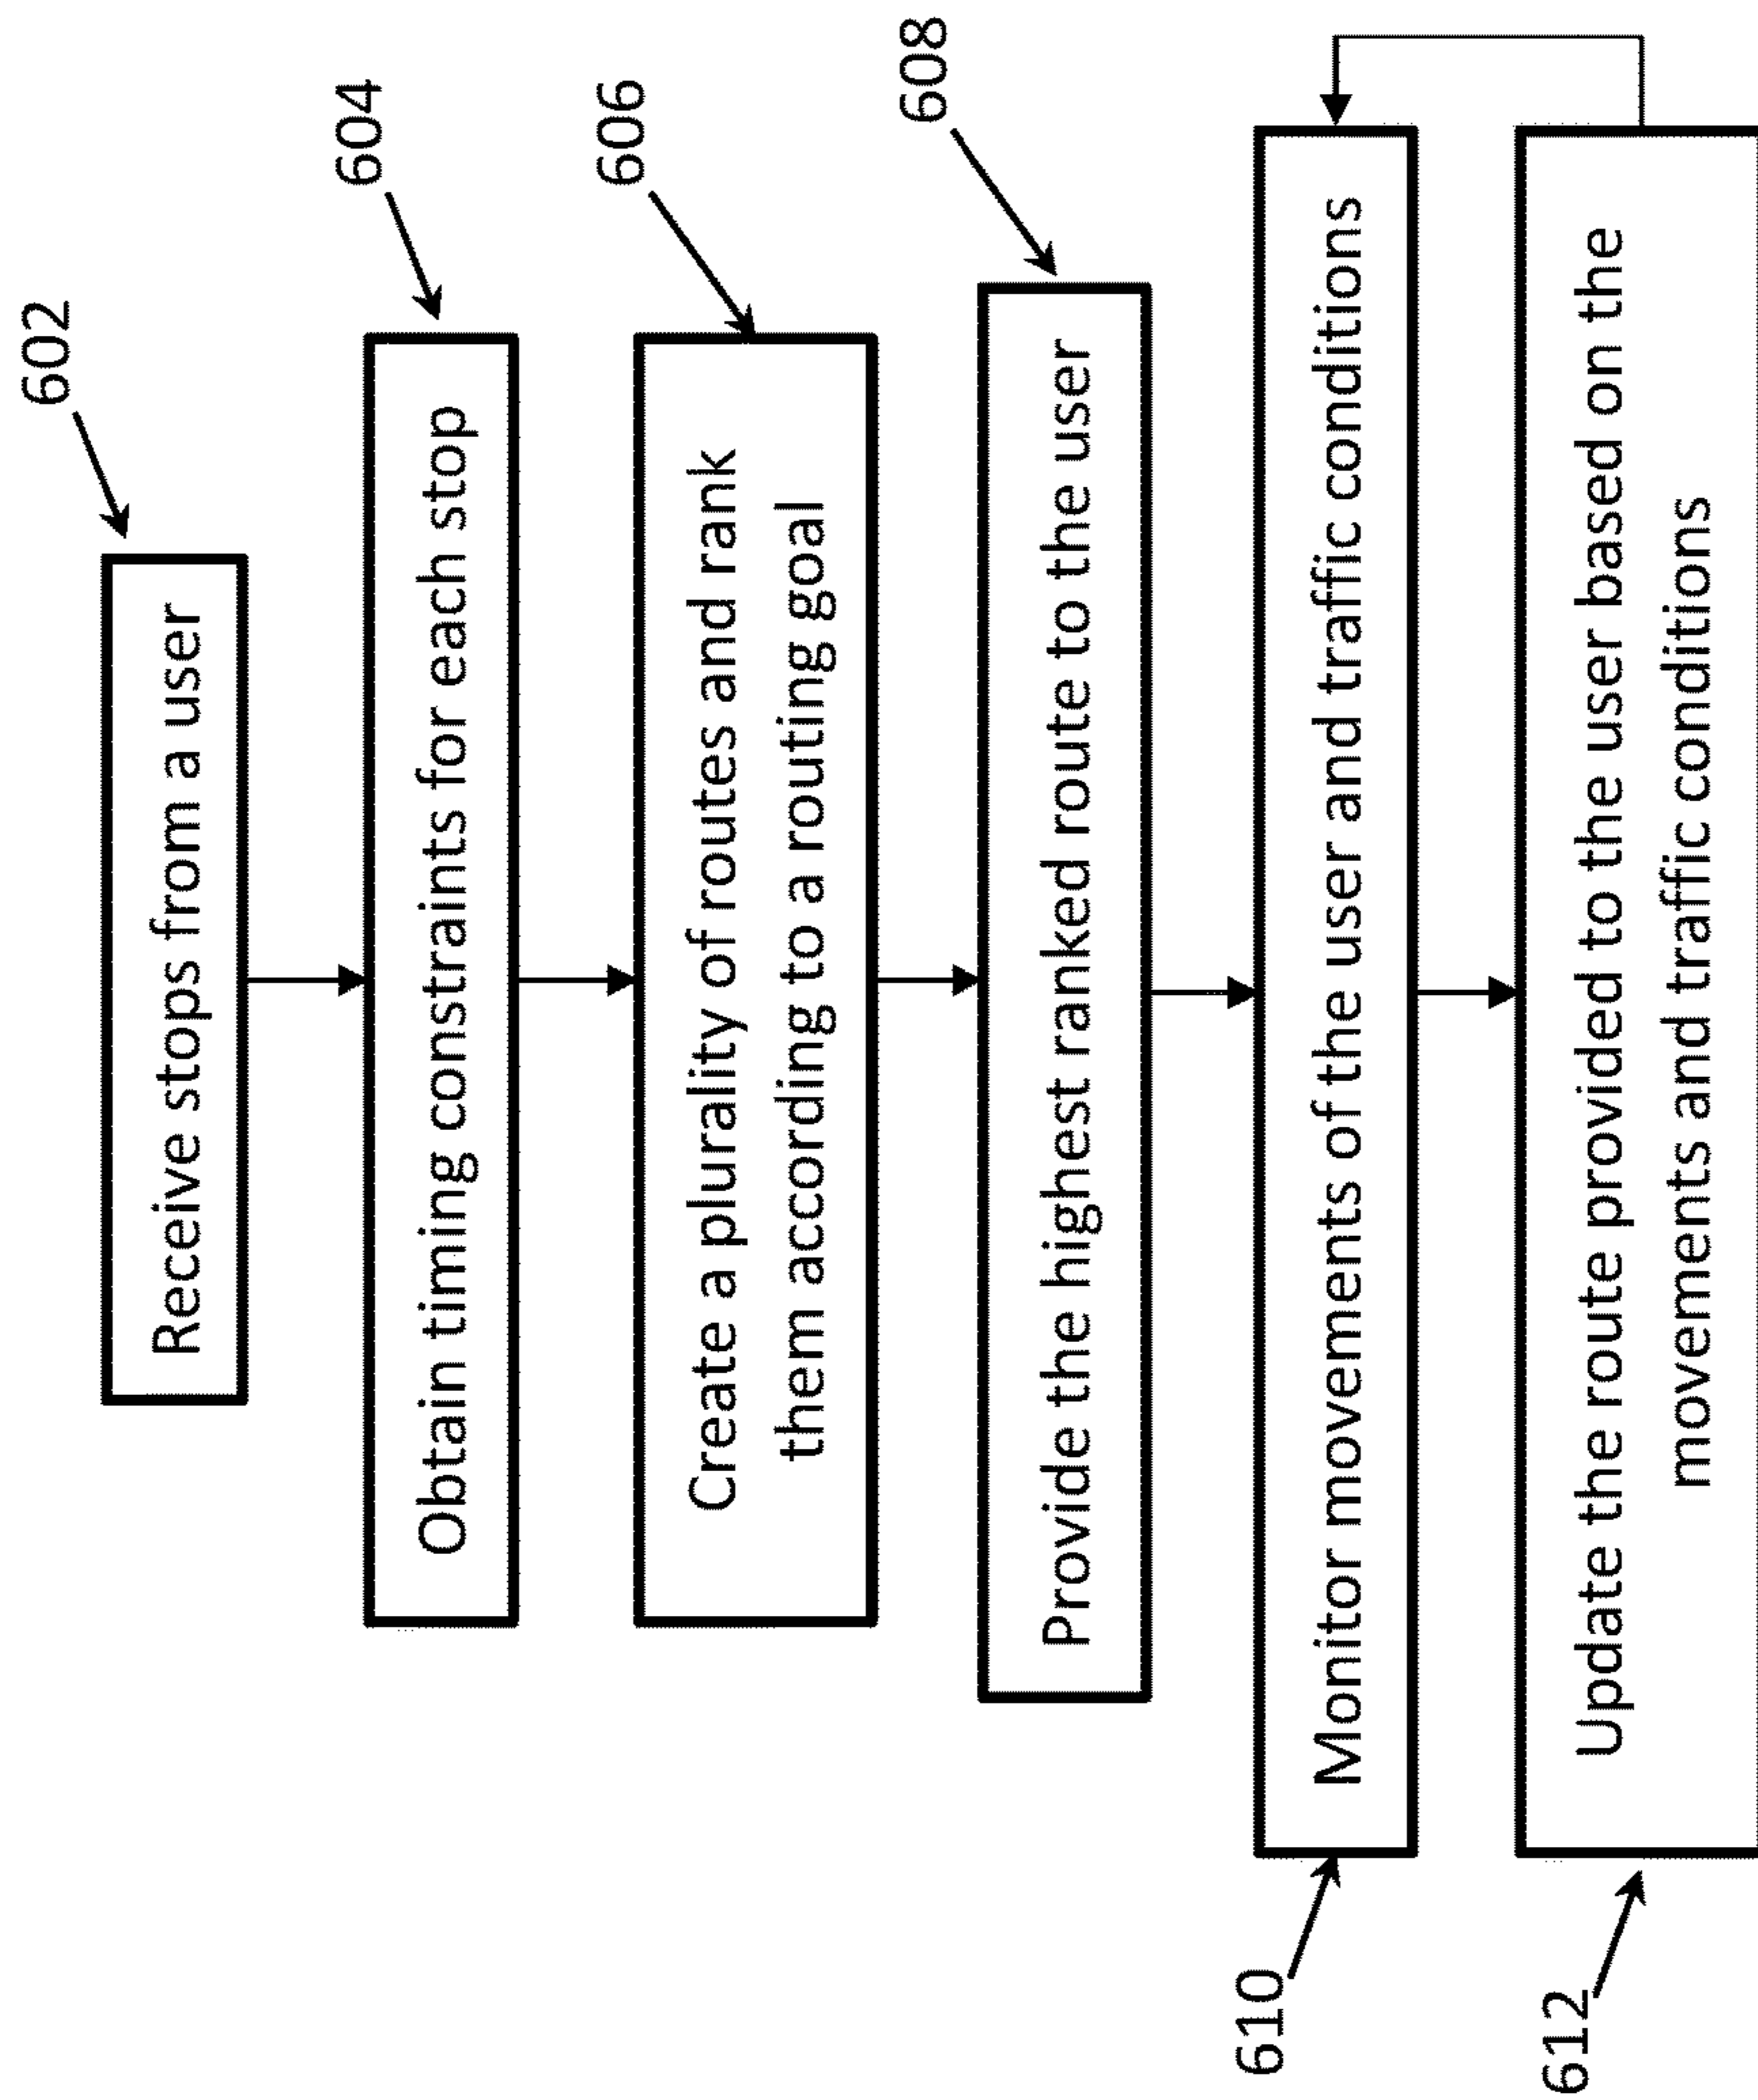 602
Receive stops from a user
604
Obtain timing constraints for each stop
606
Create a plurality of routes and rank
them according to a routing goal
608
Provide the highest ranked route to the user
610
Monitor movements of the user and traffic conditions
612
Update the route provided to the user based on the
movements and traffic conditions